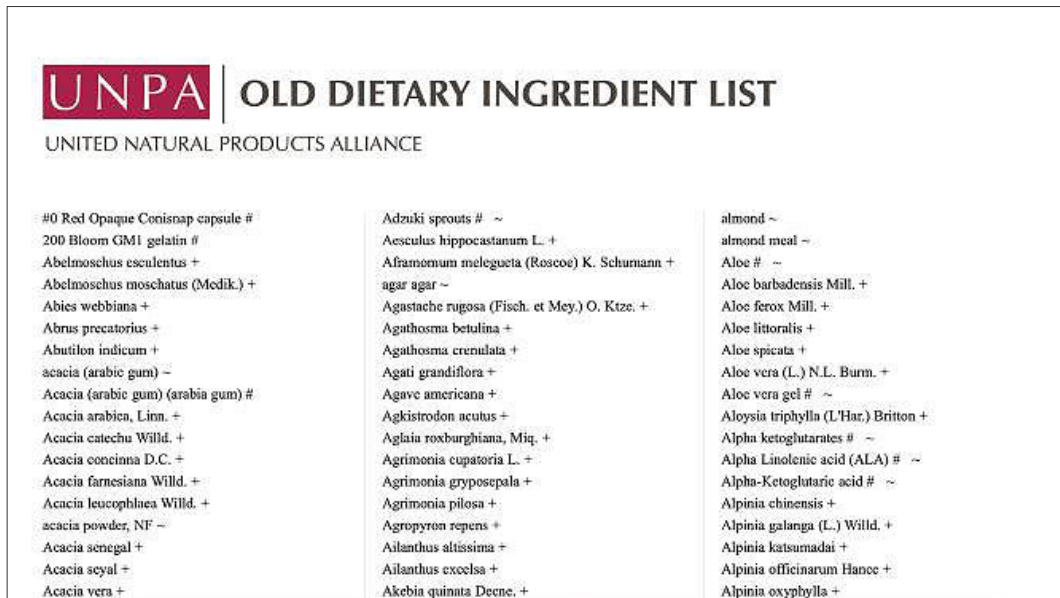 UNPA
OLD DIETARY INGREDIENT LIST
UNITED NATURAL PRODUCTS ALLIANCE
#0 Red Opaque Conisnap capsule #
200 Bloom GM1 gelatin #
Abelmoschus esculentus +
Abelmoschus moschatus (Medik.) +
Abies webbiana +
Abrus precatorius +
Abutilon indicum +
acacia (arabic gum) ~
Acacia (arabic gum) (arabia gum) #
Acacia arabica, Linn. +
Acacia catechu Willd. +
Acacia concinna D.C. +
Acacia farnesiana Willd. +
Acacia leucophlaea Willd. +
acacia powder, NF ~
Acacia senegal +
Acacia seyal +
Acacia vera +
Adzuki sprouts # ~
Aesculus hippocastanum L. +
Aframomum melegueta (Roscoe) K. Schumann +
agar agar ~
Agastache rugosa (Fisch. et Mey.) O. Ktze. +
Agathosma betulina +
Agathosma crenulata +
Agati grandiflora +
Agave americana +
Agkistrodon acutus +
Aglaia roxburghiana, Miq. +
Agrimonia eupatoria L. +
Agrimonia gryposepala +
Agrimonia pilosa +
Agropyron repens +
Ailanthus altissima +
Ailanthus excelsa +
Akebia quinata Decne. +
almond ~
almond meal ~
Aloe # ~
Aloe barbadensis Mill. +
Aloe ferox Mill. +
Aloe littoralis +
Aloe spicata +
Aloe vera (L.) N.L. Burm. +
Aloe vera gel # ~
Aloysia triphylla (L'Har.) Britton +
Alpha ketoglutarates # ~
Alpha Linolenic acid (ALA) # ~
Alpha-Ketoglutaric acid # ~
Alpinia chinensis +
Alpinia galanga (L.) Willd. +
Alpinia katsumadai +
Alpinia officinarum Hance +
Alpinia oxyphylla +